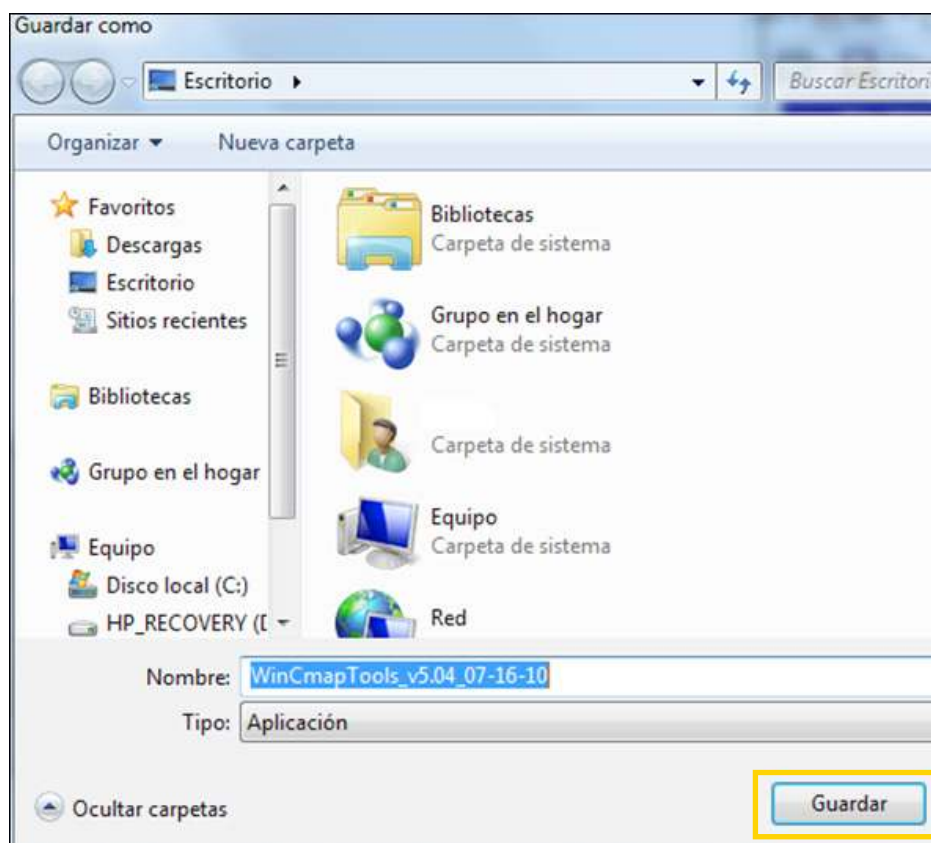 Guardar como
Escritorio
Buscar Escritori
Organizar
Nueva carpeta
Favoritos
Descargas
Escritorio
Sitios recientes
Bibliotecas
Grupo en el hogar
Equipo
Disco local (C:)
HP_RECOVERY (D
Bibliotecas
Carpeta de sistema
Grupo en el hogar
Carpeta de sistema
Carpeta de sistema
Equipo
Carpeta de sistema
Red
Nombre: WinCmapTools_v5.04_07-16-10
Tipo: Aplicación
Ocultar carpetas
Guardar